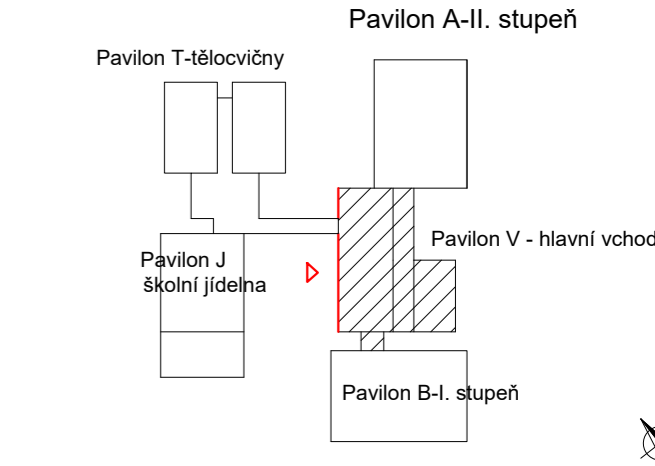 Pavilon A-II. stupeň
Pavilon T-tělocvičny
Pavilon V - hlavní vchod
Pavilon J
školní jídelna
Pavilon B-I. stupeň